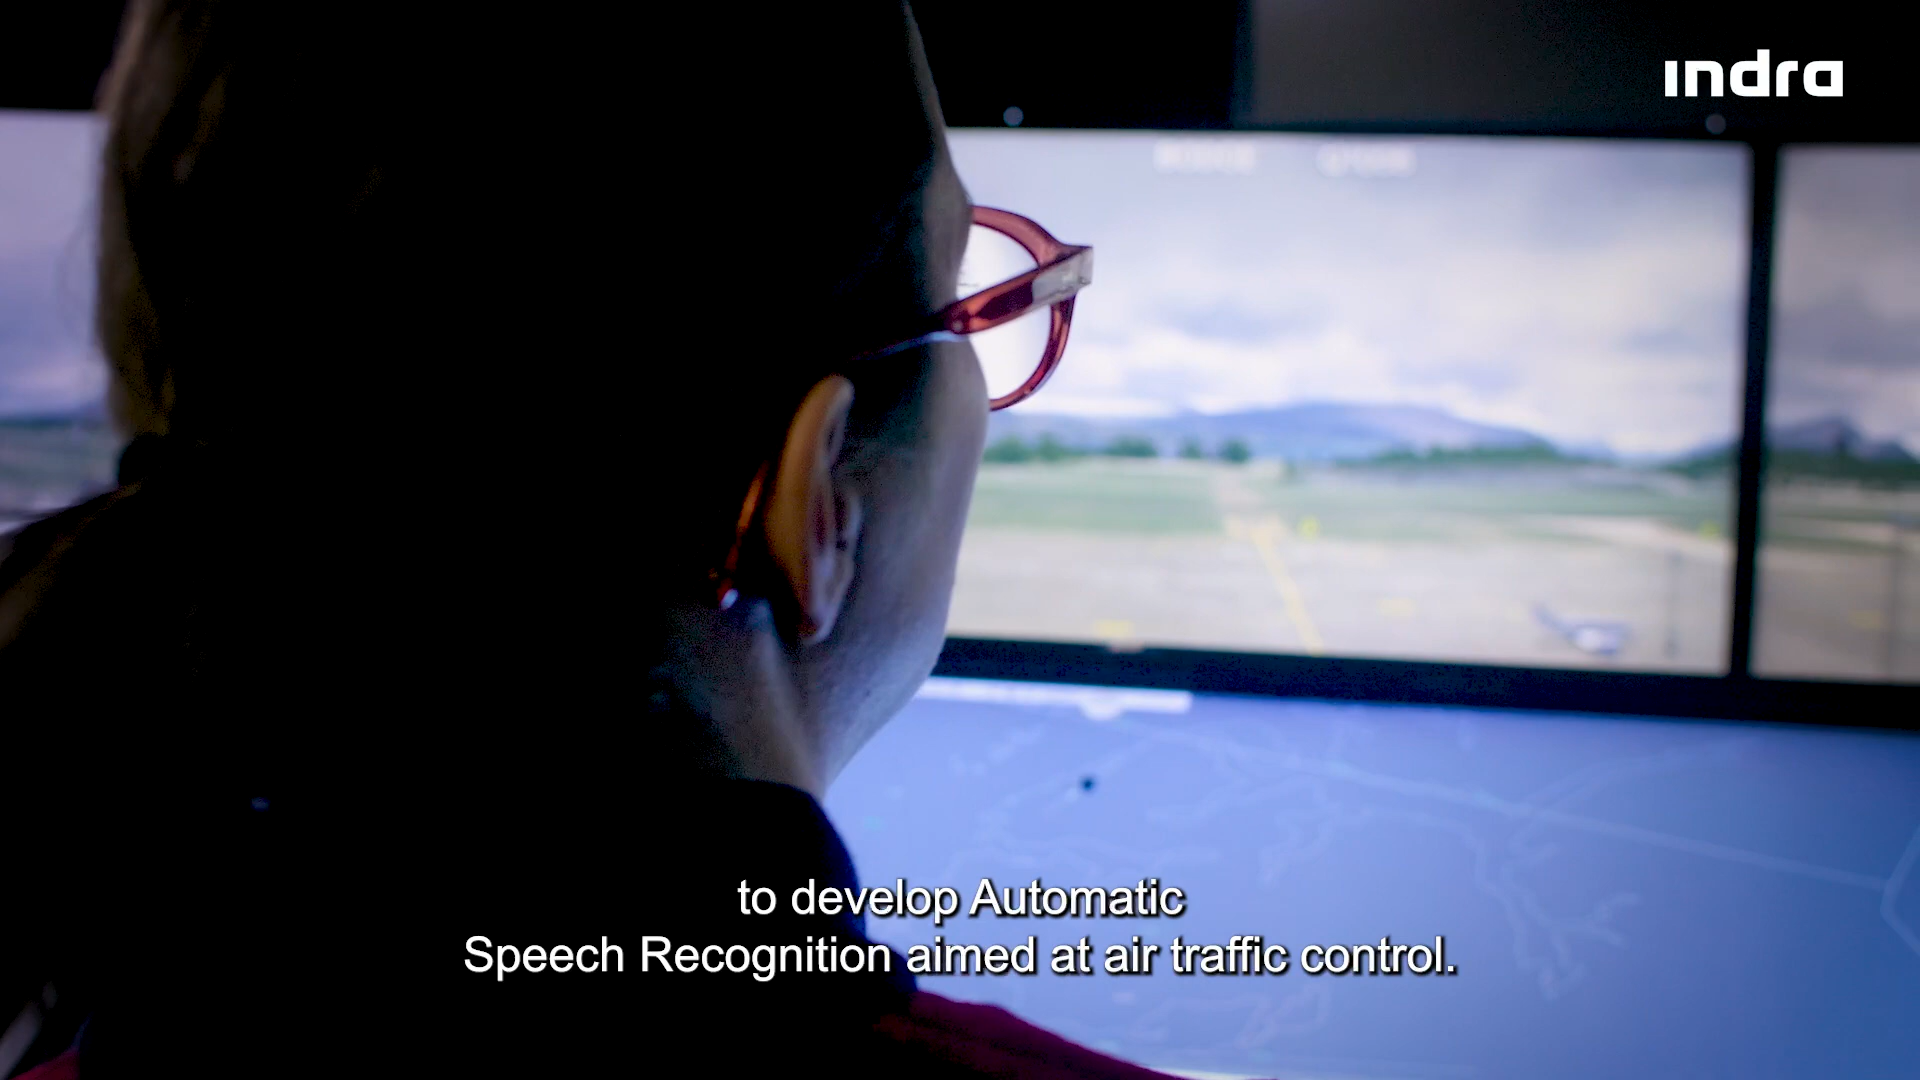 indra
to develop Automatic
Speech Recognition aimed at air traffic control.